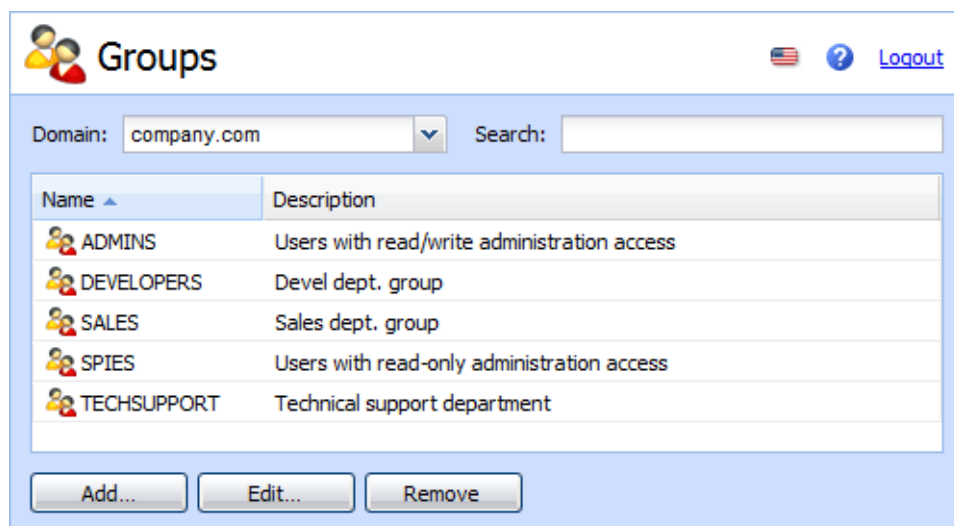 Groups
Logout
Domain: company.com Search:
Name Description
ADMINS Users with read/write administration access
DEVELOPERS Devel dept. group
SALES Sales dept. group
SPIES Users with read-only administration access
TECHSUPPORT Technical support department
Add... Edit... Remove